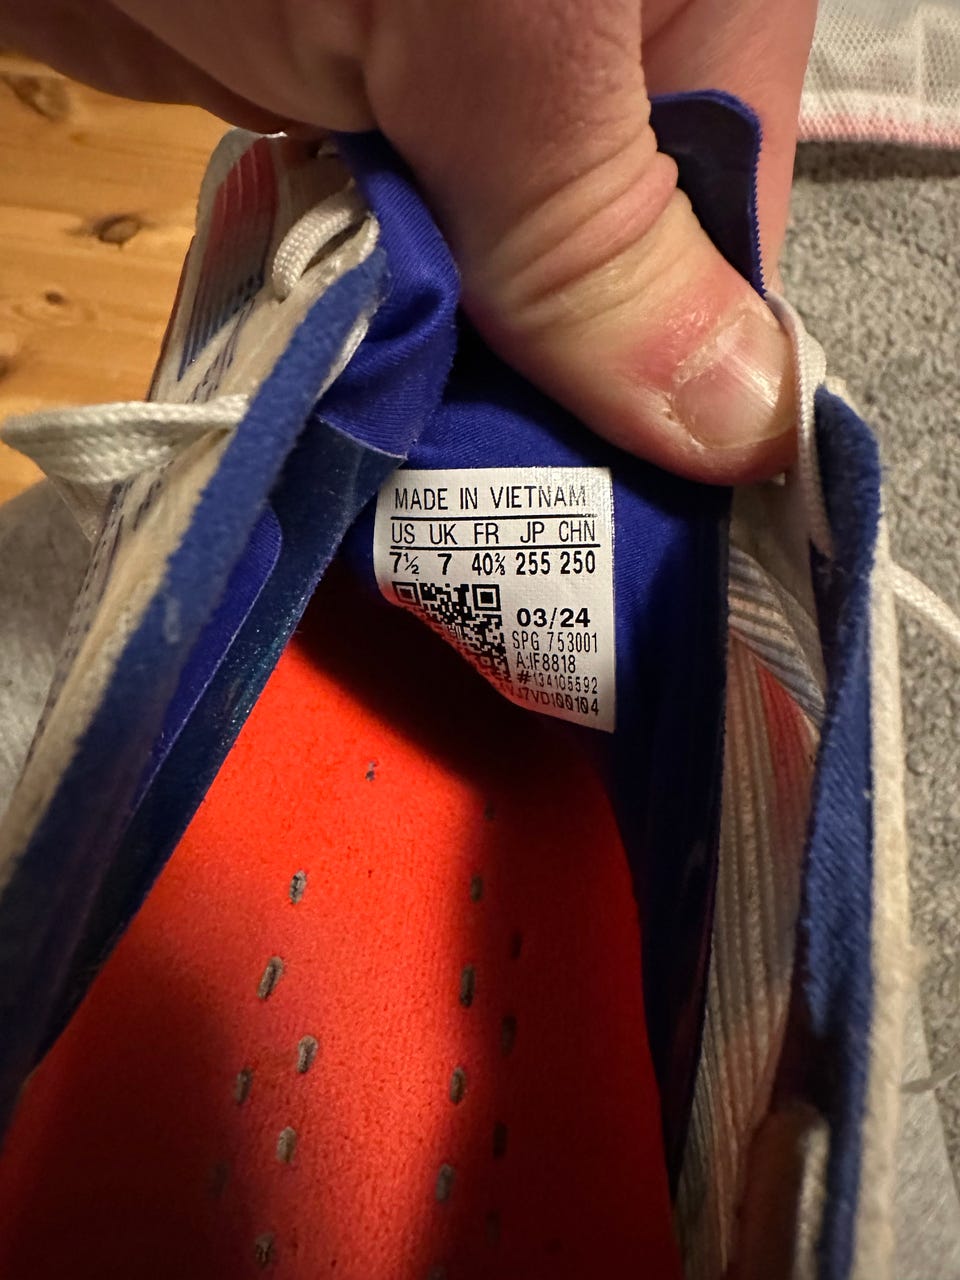 MADE IN VIETNAM
US UK FR JP CHN
7½ 7 40⅔ 255 250
03/24
SPG 753001
A:IF8818
#134105592